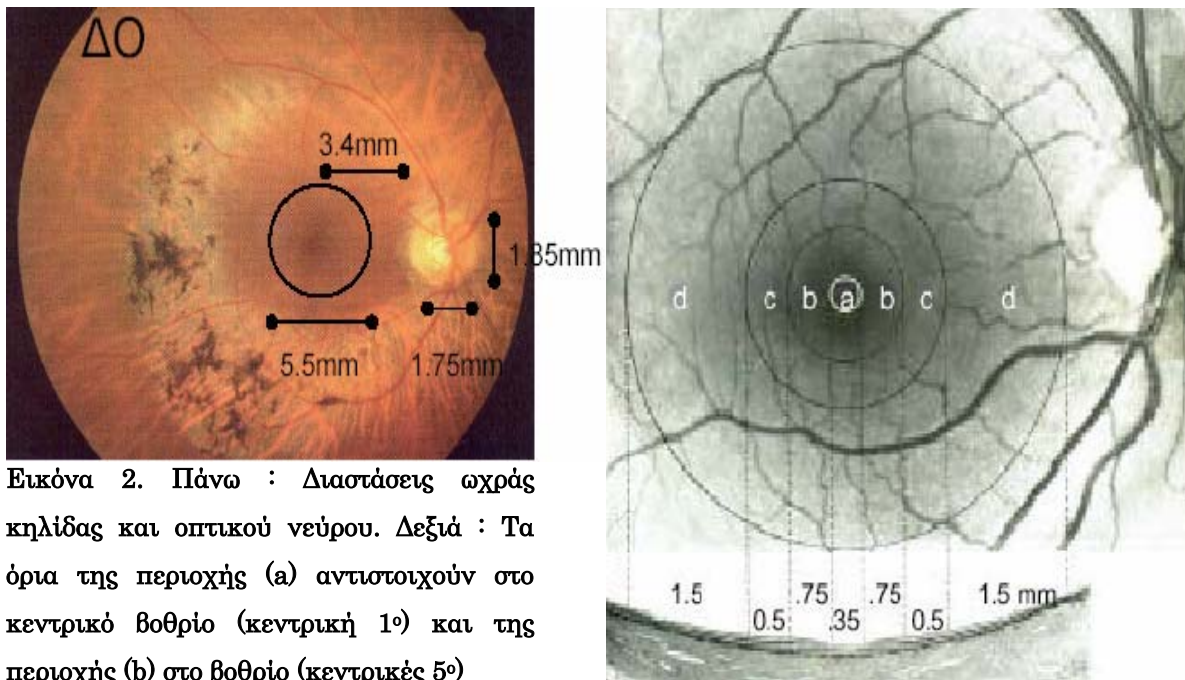 ΔΟ
3.4mm
1.85mm
5.5mm
1.75mm
Εικόνα 2. Πάνω : Διαστάσεις ωχράς
κηλίδας και οπτικού νεύρου. Δεξιά : Τα
όρια της περιοχής (a) αντιστοιχούν στο
κεντρικό βοθρίο (κεντρική 1º) και της
περιοχής (b) στο βοθρίο (κεντρικές 5º)
d c b a b c d
1.5 .75 .75 1.5 mm
0.5 .35 0.5